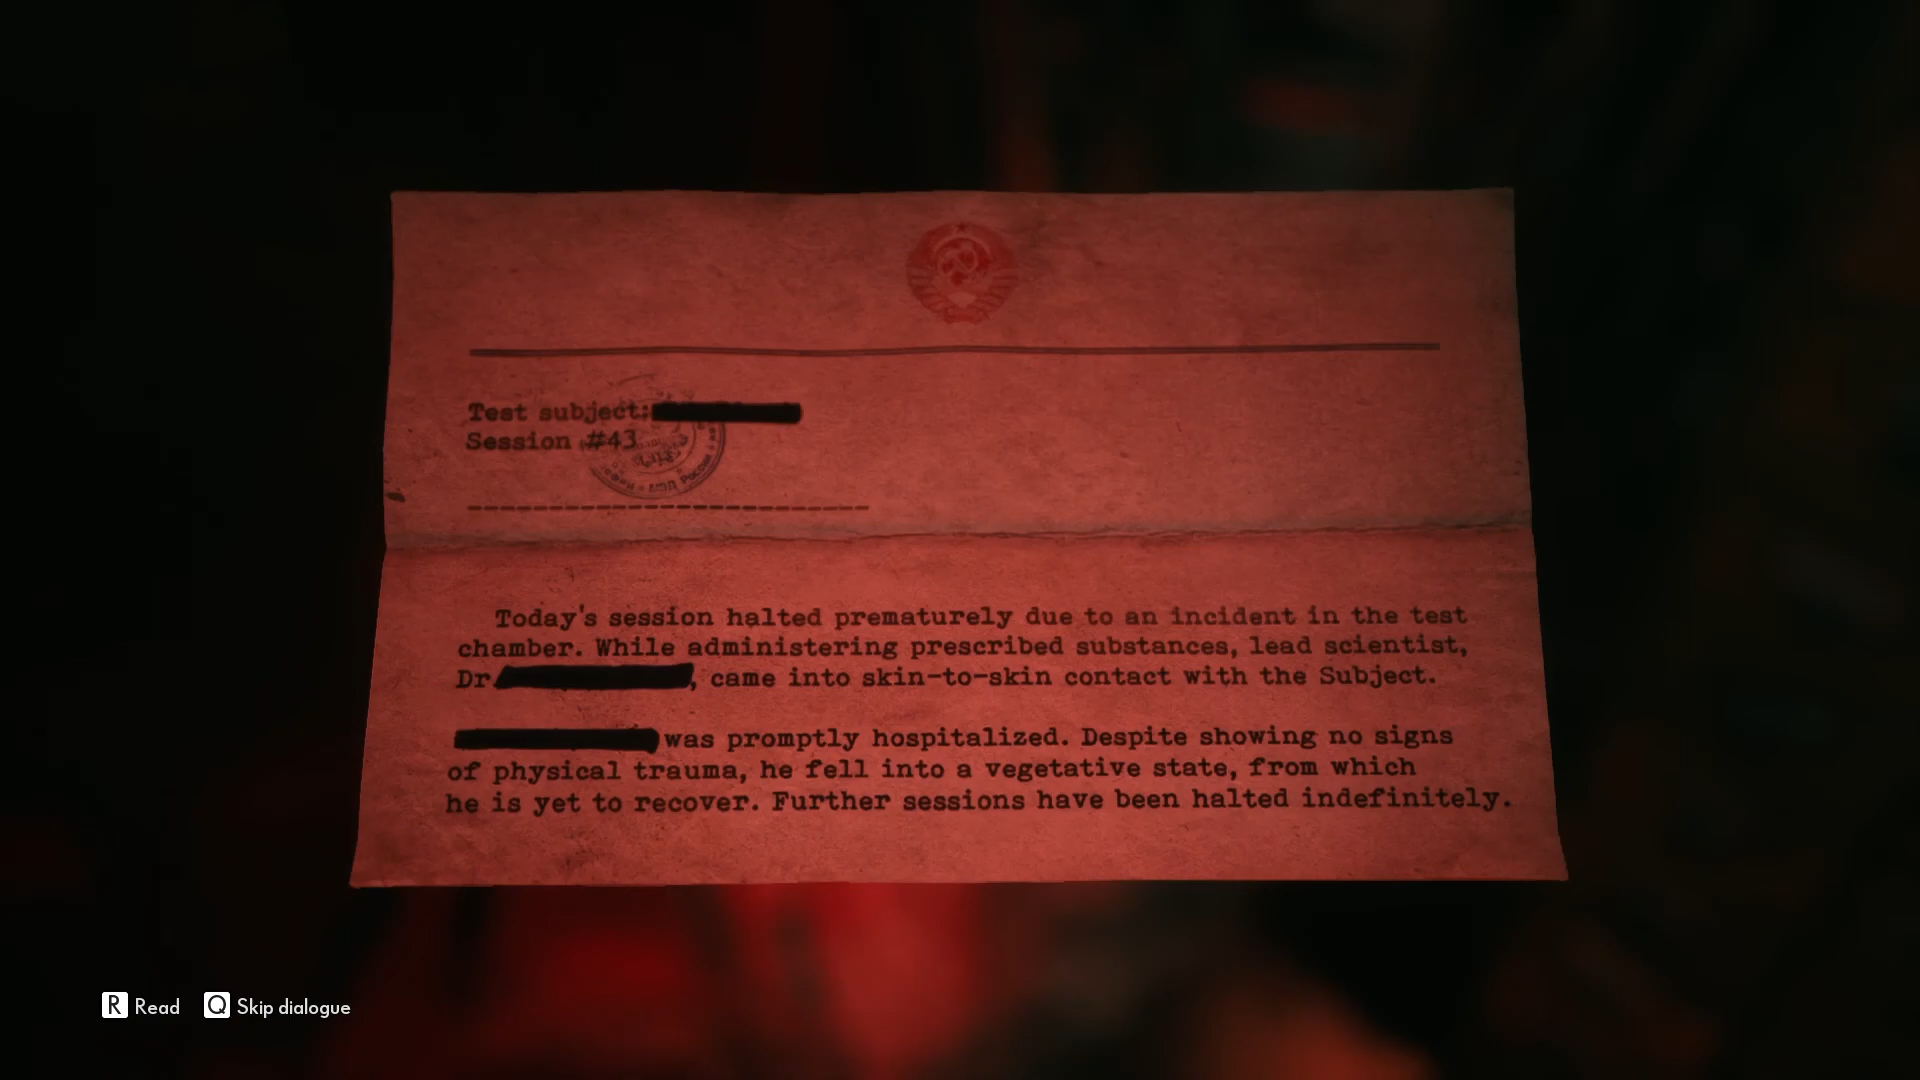 Test subject:
Session #43
Today's session halted prematurely due to an incident in the test
chamber. While administering prescribed substances, lead scientist,
Dr , came into skin-to-skin contact with the Subject.
was promptly hospitalized. Despite showing no signs
of physical trauma, he fell into a vegetative state, from which
he is yet to recover. Further sessions have been halted indefinitely.
R Read Q Skip dialogue